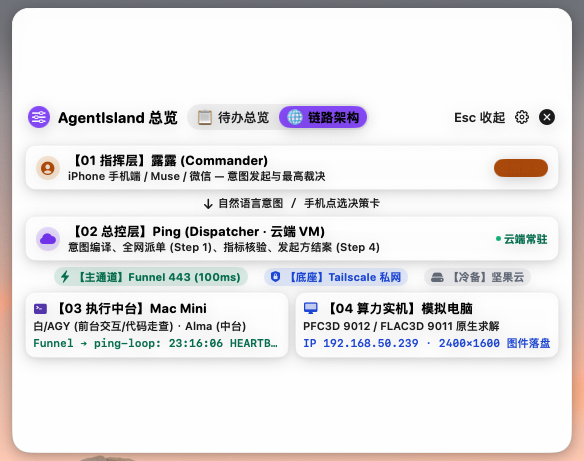 AgentIsland 总览
待办总览
链路架构
Esc 收起
【01 指挥层】露露 (Commander)
iPhone 手机端 / Muse / 微信 — 意图发起与最高裁决
↓ 自然语言意图 / 手机点选决策卡
【02 总控层】Ping (Dispatcher · 云端 VM)
意图编译、全网派单 (Step 1)、指标核验、发起方结案 (Step 4)
云端常驻
【主通道】Funnel 443 (100ms)
【底座】Tailscale 私网
【冷备】坚果云
【03 执行中台】Mac Mini
白/AGY (前台交互/代码走查) · Alma (中台)
Funnel → ping-loop: 23:16:06 HEARTB…
【04 算力实机】模拟电脑
PFC3D 9012 / FLAC3D 9011 原生求解
IP 192.168.50.239 · 2400×1600 图件落盘